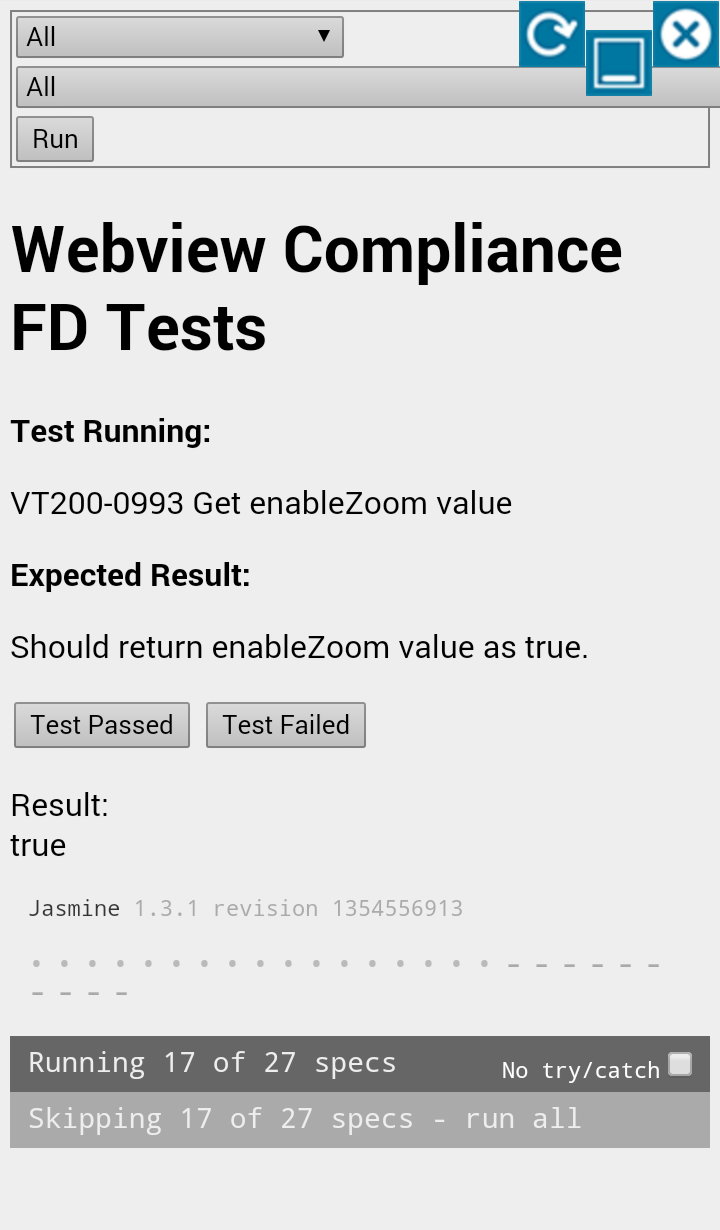 All
All
Run
Webview Compliance
FD Tests
Test Running:
VT200-0993 Get enableZoom value
Expected Result:
Should return enableZoom value as true.
Test Passed Test Failed
Result:
true
Jasmine 1.3.1 revision 1354556913
Running 17 of 27 specs No try/catch
Skipping 17 of 27 specs - run all